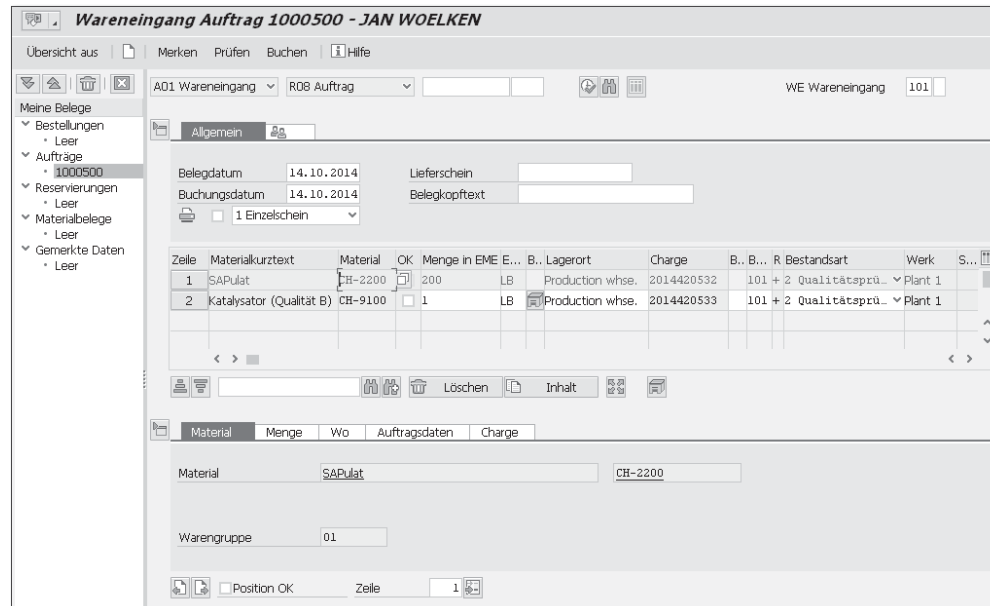 Wareneingang Auftrag 1000500 - JAN WOELKEN
Übersicht aus Merken Prüfen Buchen Hilfe
A01 Wareneingang R08 Auftrag WE Wareneingang 101
Meine Belege
Bestellungen
Leer
Aufträge
1000500
Reservierungen
Leer
Materialbelege
Leer
Gemerkte Daten
Leer
Allgemein
Belegdatum 14.10.2014 Lieferschein
Buchungsdatum 14.10.2014 Belegkopftext
1 Einzelschein
Zeile Materialkurztext Material OK Menge in EME E... B.. Lagerort Charge B.. B... R Bestandsart Werk S...
1 SAPulat CH-2200 200 LB Production whse. 2014420532 101 + 2 Qualitätsprü… Plant 1
2 Katalysator (Qualität B) CH-9100 1 LB Production whse. 2014420533 101 + 2 Qualitätsprü… Plant 1
Löschen Inhalt
Material Menge Wo Auftragsdaten Charge
Material SAPulat CH-2200
Warengruppe 01
Position OK Zeile 1